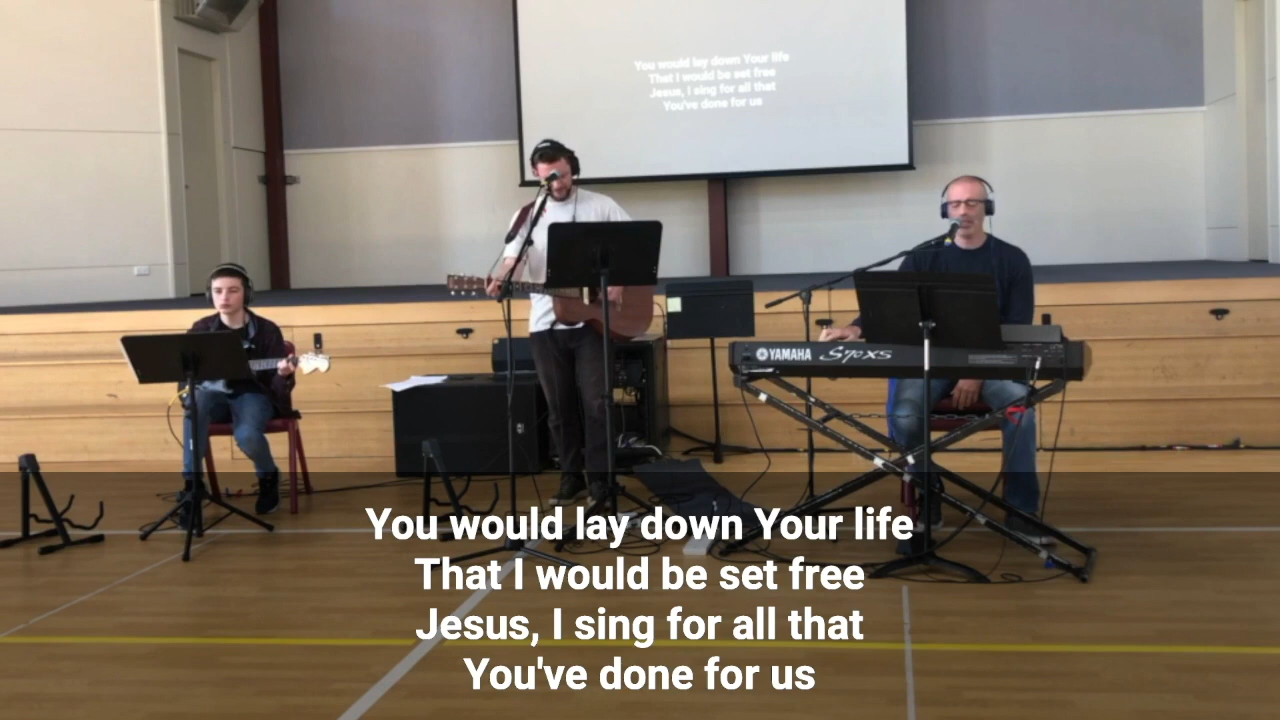 You would lay down Your life
That I would be set free
Jesus, I sing for all that
You've done for us
YAMAHA S70XS
You would lay down Your life
That I would be set free
Jesus, I sing for all that
You've done for us